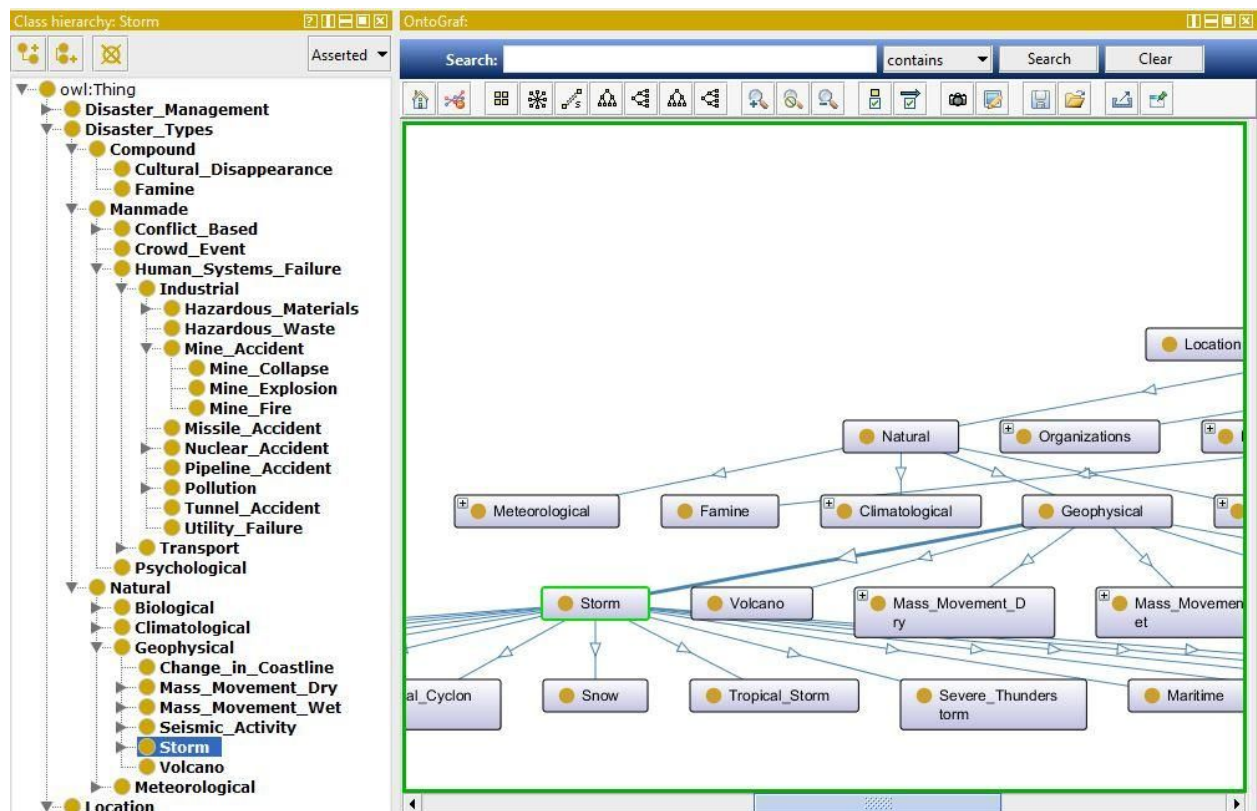 Class hierarchy: Storm
Asserted
owl:Thing
Disaster_Management
Disaster_Types
Compound
Cultural_Disappearance
Famine
Manmade
Conflict_Based
Crowd_Event
Human_Systems_Failure
Industrial
Hazardous_Materials
Hazardous_Waste
Mine_Accident
Mine_Collapse
Mine_Explosion
Mine_Fire
Missile_Accident
Nuclear_Accident
Pipeline_Accident
Pollution
Tunnel_Accident
Utility_Failure
Transport
Psychological
Natural
Biological
Climatological
Geophysical
Change_in_Coastline
Mass_Movement_Dry
Mass_Movement_Wet
Seismic_Activity
Storm
Volcano
Meteorological
Location
OntoGraf:
Search: contains Search Clear
Location
Natural Organizations
Meteorological Famine Climatological Geophysical
Storm Volcano Mass_Movement_D Mass_Movemen
ry et
al_Cyclon Snow Tropical_Storm Severe_Thunders Maritime
torm